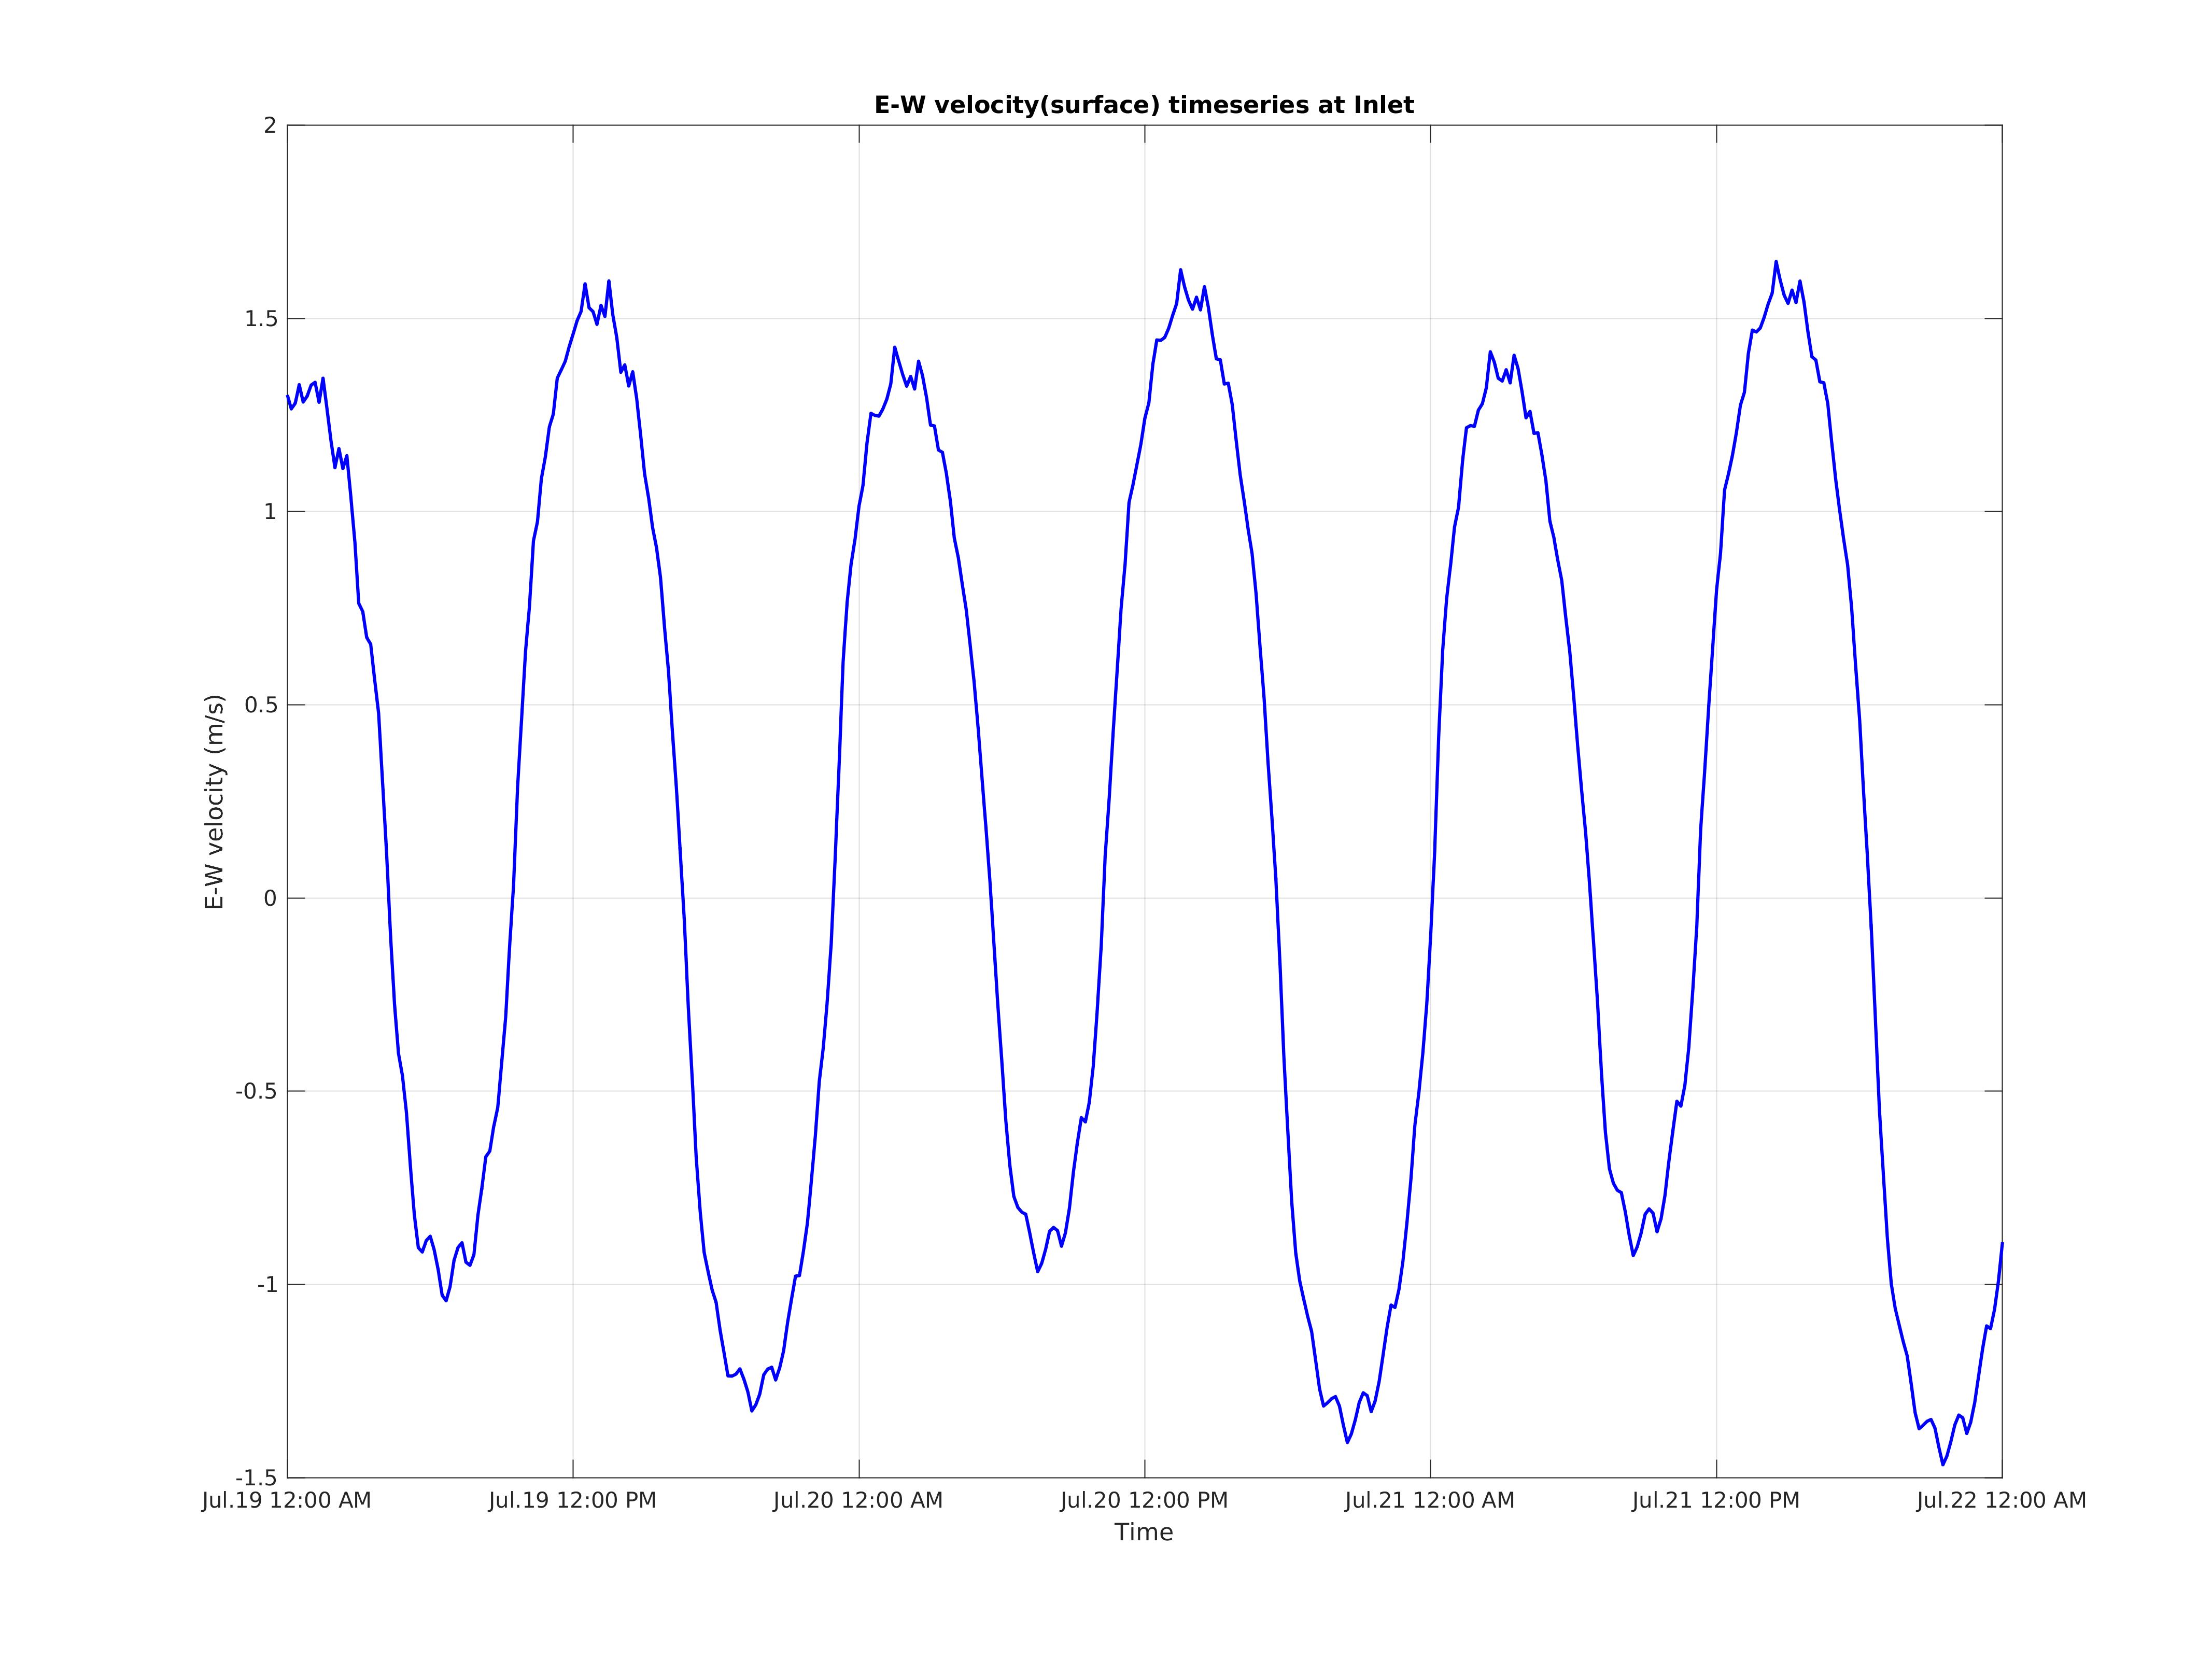 E-W velocity(surface) timeseries at Inlet
2
1.5
1
0.5
0
-0.5
-1
-1.5
E-W velocity (m/s)
Jul.19 12:00 AM Jul.19 12:00 PM Jul.20 12:00 AM Jul.20 12:00 PM Jul.21 12:00 AM Jul.21 12:00 PM Jul.22 12:00 AM
Time